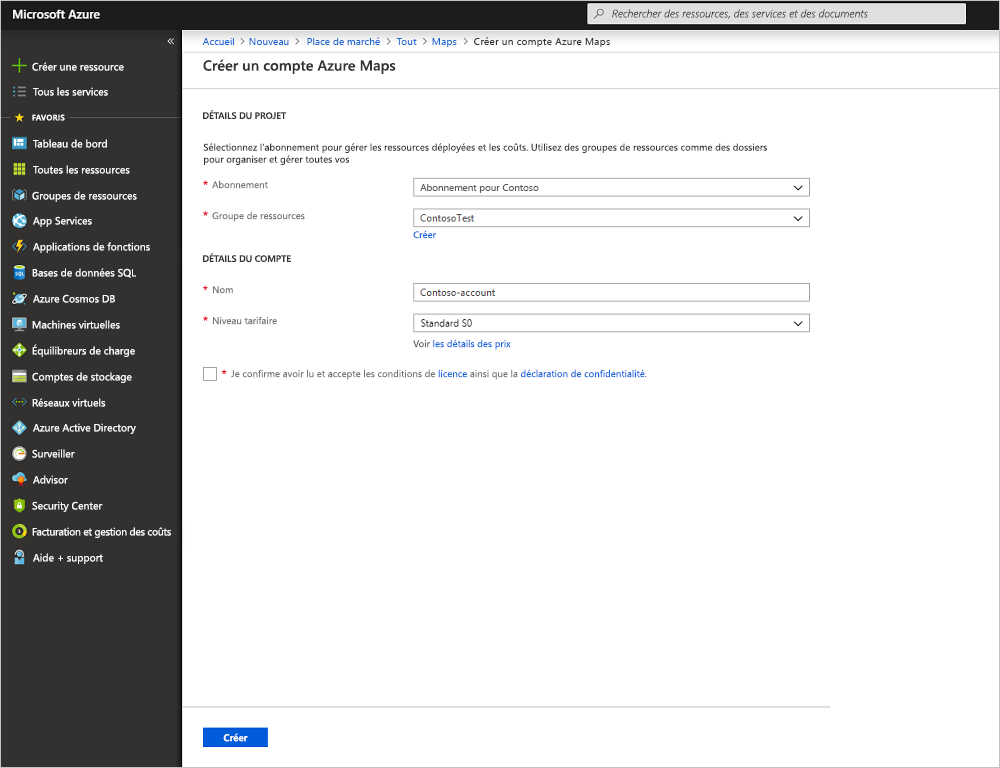 Microsoft Azure
Rechercher des ressources, des services et des documents
«
Créer une ressource
Tous les services
FAVORIS
Tableau de bord
Toutes les ressources
Groupes de ressources
App Services
Applications de fonctions
Bases de données SQL
Azure Cosmos DB
Machines virtuelles
Équilibreurs de charge
Comptes de stockage
Réseaux virtuels
Azure Active Directory
Surveiller
Advisor
Security Center
Facturation et gestion des coûts
Aide + support
Accueil > Nouveau > Place de marché > Tout > Maps > Créer un compte Azure Maps
Créer un compte Azure Maps
DÉTAILS DU PROJET
Sélectionnez l'abonnement pour gérer les ressources déployées et les coûts. Utilisez des groupes de ressources comme des dossiers
pour organiser et gérer toutes vos
* Abonnement
Abonnement pour Contoso
* Groupe de ressources
ContosoTest
Créer
DÉTAILS DU COMPTE
* Nom
Contoso-account
* Niveau tarifaire
Standard S0
Voir les détails des prix
* Je confirme avoir lu et accepte les conditions de licence ainsi que la déclaration de confidentialité.
Créer